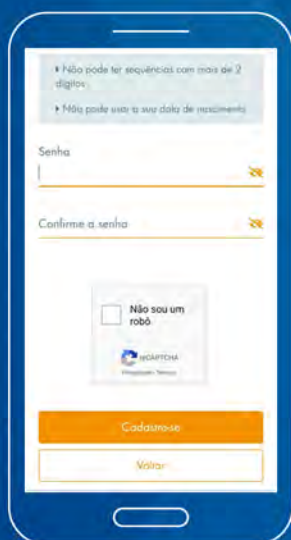 Não pode ter sequências com mais de 2
dígitos
Não pode usar a sua data de nascimento
Senha
Confirme a senha
Não sou um
robô
reCAPTCHA
Cadastra-se
Voltar